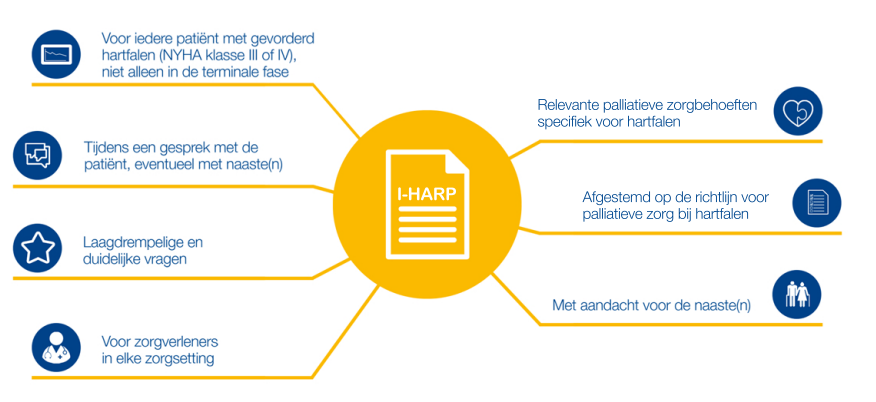 Voor iedere patiënt met gevorderd
hartfalen (NYHA klasse III of IV),
niet alleen in de terminale fase
Tijdens een gesprek met de
patiënt, eventueel met naaste(n)
Laagdrempelige en
duidelijke vragen
Voor zorgverleners
in elke zorgsetting
I-HARP
Relevante palliatieve zorgbehoeften
specifiek voor hartfalen
Afgestemd op de richtlijn voor
palliatieve zorg bij hartfalen
Met aandacht voor de naaste(n)